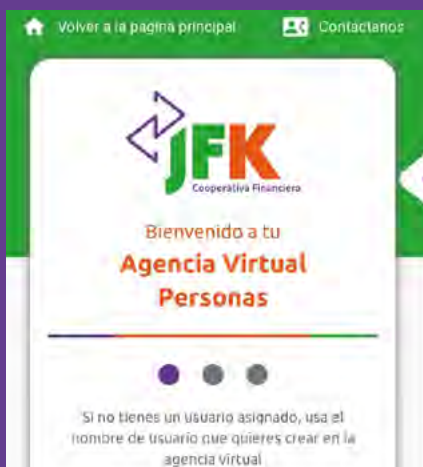 Volver a la pagina principal Contactanos
JFK
Cooperativa Financiera
Bienvenido a tu
Agencia Virtual
Personas
Si no tienes un usuario asignado, usa el
nombre de usuario que quieres crear en la
agencia virtual